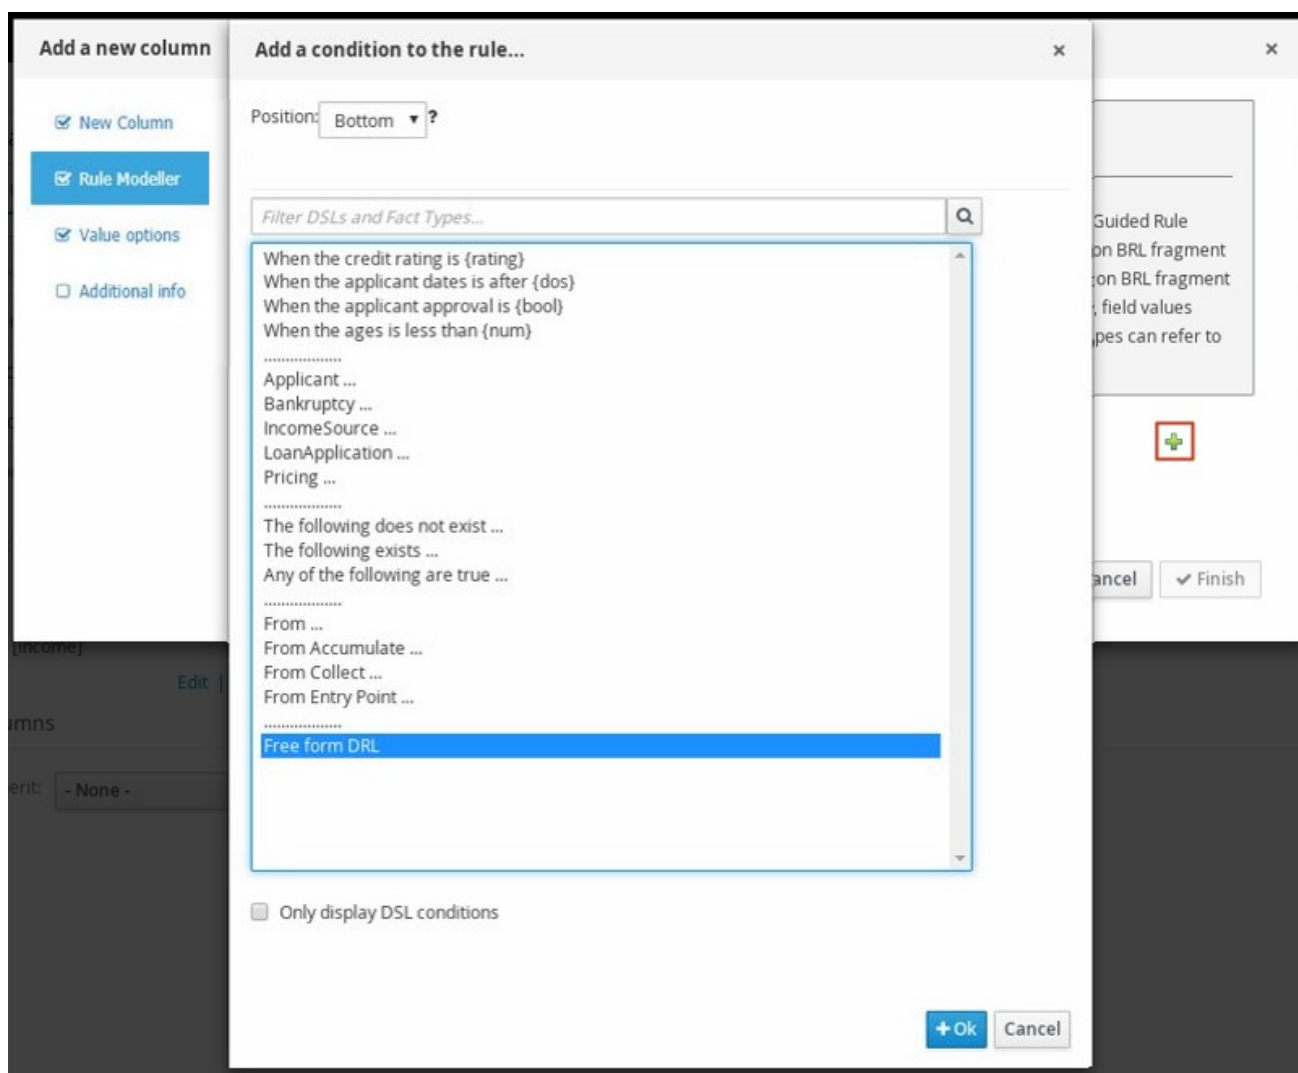 Add a new column
Add a condition to the rule...
New Column
Rule Modeller
Value options
Additional info
Position: Bottom ?
Filter DSLs and Fact Types...
When the credit rating is {rating}
When the applicant dates is after {dos}
When the applicant approval is {bool}
When the ages is less than {num}
...................
Applicant ...
Bankruptcy ...
IncomeSource ...
LoanApplication ...
Pricing ...
...................
The following does not exist ...
The following exists ...
Any of the following are true ...
...................
From ...
From Accumulate ...
From Collect ...
From Entry Point ...
...................
Free form DRL
Only display DSL conditions
Ok Cancel
Guided Rule
on BRL fragment
on BRL fragment
, field values
pes can refer to
ancel Finish
[income]
Edit |
umns
erit: - None -